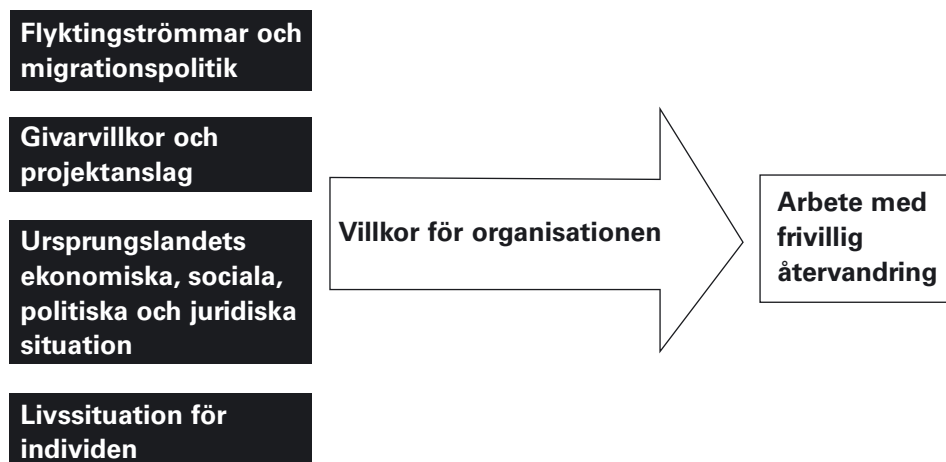 Flyktingströmmar och
migrationspolitik
Givarvillkor och
projektanslag
Ursprungslandets
ekonomiska, sociala,
politiska och juridiska
situation
Livssituation för
individen
Villkor för organisationen
Arbete med
frivillig
återvandring